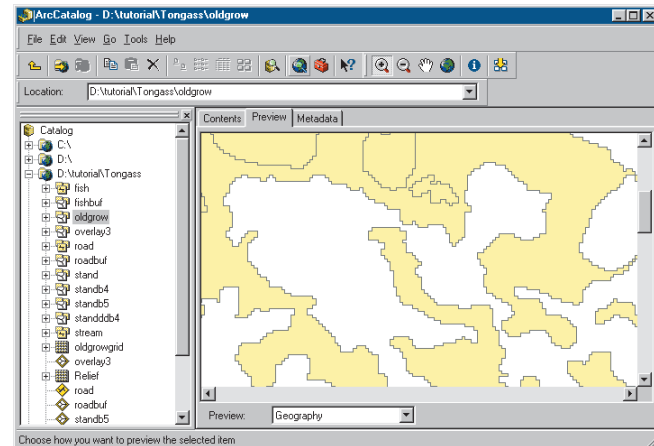 ArcCatalog - D:\tutorial\Tongass\oldgrow
File Edit View Go Tools Help
Location: D:\tutorial\Tongass\oldgrow
Catalog
C:\
D:\
D:\tutorial\Tongass
fish
fishbuf
oldgrow
overlay3
road
roadbuf
stand
standb4
standb5
standddb4
stream
oldgrowgrid
overlay3
Relief
road
roadbuf
standb5
Contents Preview Metadata
Preview: Geography
Choose how you want to preview the selected item